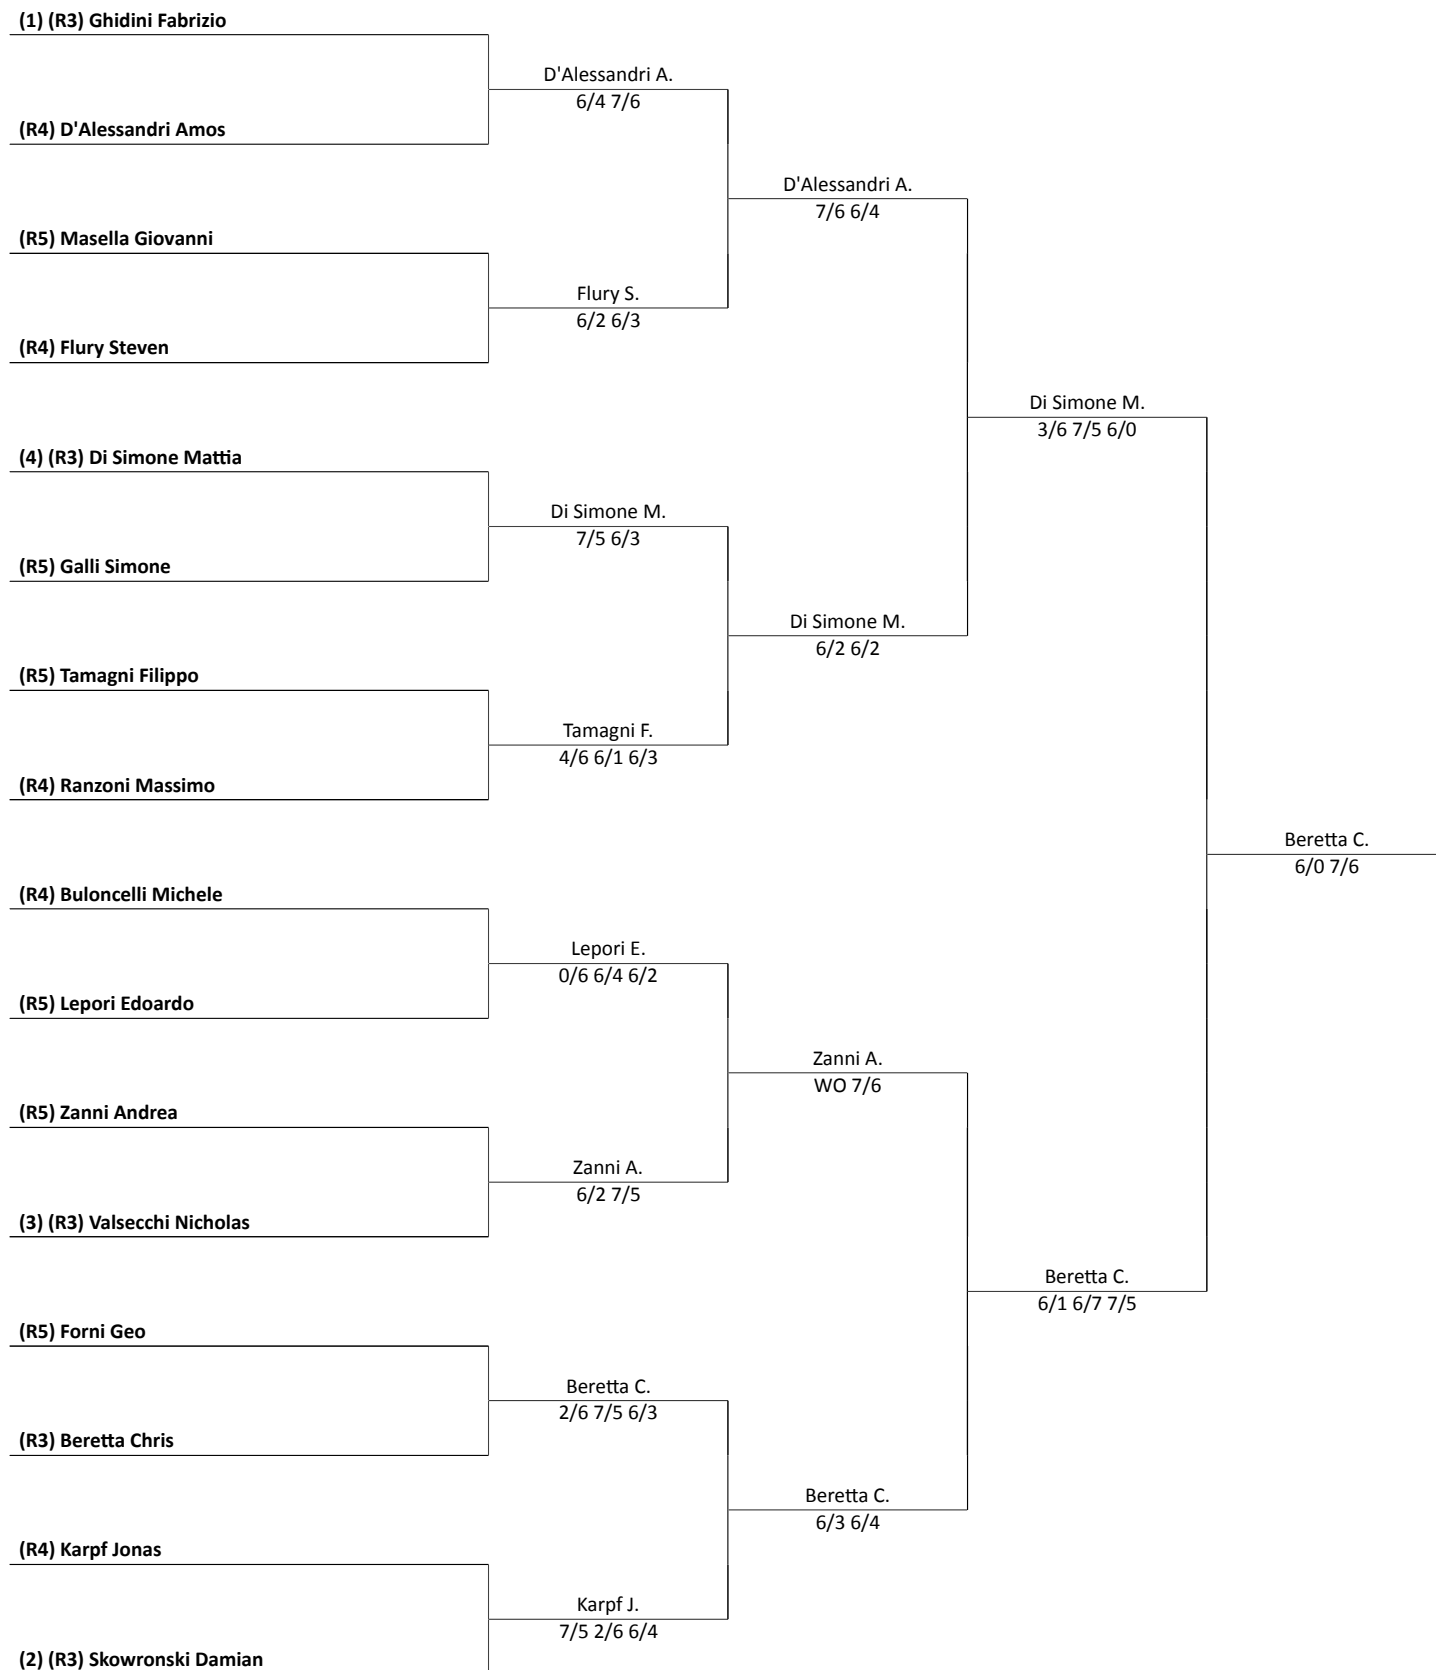 (1) (R3) Ghidini Fabrizio
D'Alessandri A.
6/4 7/6
(R4) D'Alessandri Amos
D'Alessandri A.
7/6 6/4
(R5) Masella Giovanni
Flury S.
6/2 6/3
(R4) Flury Steven
Di Simone M.
3/6 7/5 6/0
(4) (R3) Di Simone Mattia
Di Simone M.
7/5 6/3
(R5) Galli Simone
Di Simone M.
6/2 6/2
(R5) Tamagni Filippo
Tamagni F.
4/6 6/1 6/3
(R4) Ranzoni Massimo
Beretta C.
6/0 7/6
(R4) Buloncelli Michele
Lepori E.
0/6 6/4 6/2
(R5) Lepori Edoardo
Zanni A.
WO 7/6
(R5) Zanni Andrea
Zanni A.
6/2 7/5
(3) (R3) Valsecchi Nicholas
Beretta C.
6/1 6/7 7/5
(R5) Forni Geo
Beretta C.
2/6 7/5 6/3
(R3) Beretta Chris
Beretta C.
6/3 6/4
(R4) Karpf Jonas
Karpf J.
7/5 2/6 6/4
(2) (R3) Skowronski Damian